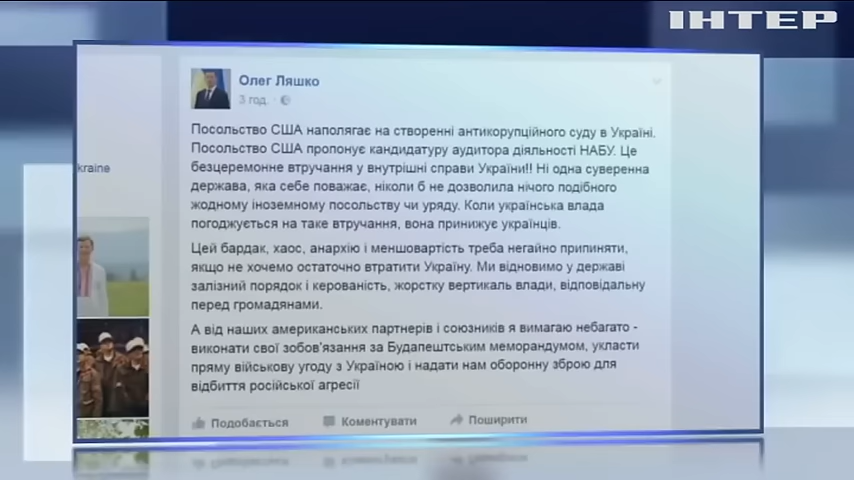 ІНТЕР
Олег Ляшко
3 год. ·
Посольство США наполягає на створенні антикорупційного суду в Україні.
Посольство США пропонує кандидатуру аудитора діяльності НАБУ. Це
безцеремонне втручання у внутрішні справи України!! Ні одна суверенна
держава, яка себе поважає, ніколи б не дозволила нічого подібного
жодному іноземному посольству чи уряду. Коли українська влада
погоджується на таке втручання, вона принижує українців.
Цей бардак, хаос, анархію і меншовартість треба негайно припиняти,
якщо не хочемо остаточно втратити Україну. Ми відновимо у державі
залізний порядок і керованість, жорстку вертикаль влади, відповідальну
перед громадянами.
А від наших американських партнерів і союзників я вимагаю небагато -
виконати свої зобов'язання за Будапештським меморандумом, укласти
пряму військову угоду з Україною і надати нам оборонну зброю для
відбиття російської агресії
Подобається Коментувати Поширити
kraine